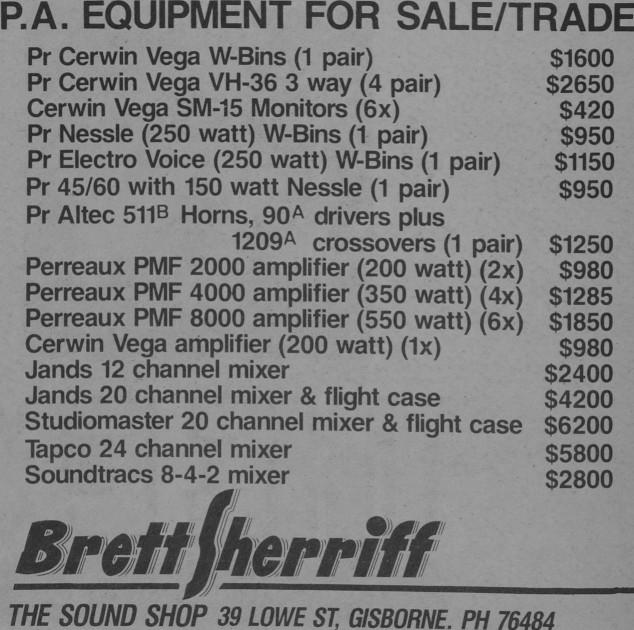 P.A. EQUIPMENT FOR SALE/TRADE
Pr Cerwin Vega W-Bins (1 pair) $1600
Pr Cerwin Vega VH-36 3 way (4 pair) $2650
Cerwin Vega SM-15 Monitors (6x) $420
Pr Nessle (250 watt) W-Bins (1 pair) $950
Pr Electro Voice (250 watt) W-Bins (1 pair) $1150
Pr 45/60 with 150 watt Nessle (1 pair) $950
Pr Altec 511B Horns, 90A drivers plus
1209A crossovers (1 pair) $1250
Perreaux PMF 2000 amplifier (200 watt) (2x) $980
Perreaux PMF 4000 amplifier (350 watt) (4x) $1285
Perreaux PMF 8000 amplifier (550 watt) (6x) $1850
Cerwin Vega amplifier (200 watt) (1x) $980
Jands 12 channel mixer $2400
Jands 20 channel mixer & flight case $4200
Studiomaster 20 channel mixer & flight case $6200
Tapco 24 channel mixer $5800
Soundtracs 8-4-2 mixer $2800
Brett Sherriff
THE SOUND SHOP 39 LOWE ST, GISBORNE. PH 76484